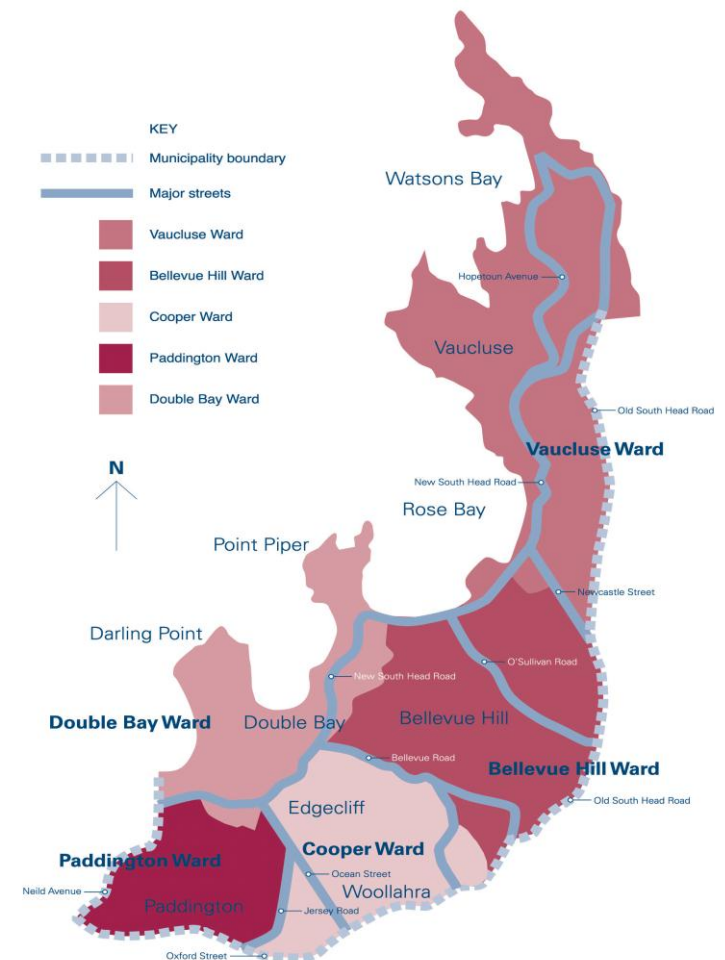 KEY
Municipality boundary
Major streets
Vaucluse Ward
Bellevue Hill Ward
Cooper Ward
Paddington Ward
Double Bay Ward
N
Watsons Bay
Hopetoun Avenue
Vaucluse
Old South Head Road
Vaucluse Ward
New South Head Road
Rose Bay
Point Piper
Newcastle Street
Darling Point
O'Sullivan Road
New South Head Road
Double Bay Ward
Double Bay
Bellevue Hill
Bellevue Road
Bellevue Hill Ward
Old South Head Road
Edgecliff
Cooper Ward
Paddington Ward
Ocean Street
Neild Avenue
Woollahra
Paddington
Jersey Road
Oxford Street